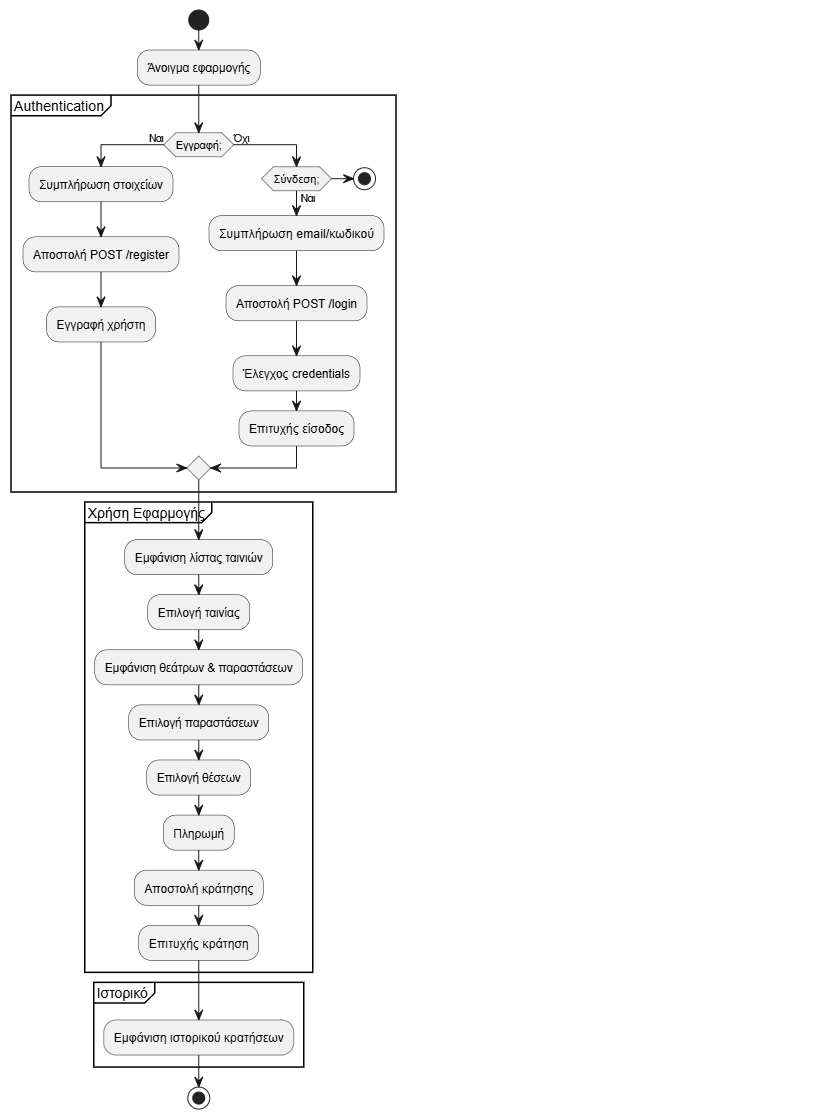 Άνοιγμα εφαρμογής
Authentication
Ναι
Εγγραφή;
Όχι
Συμπλήρωση στοιχείων
Αποστολή POST /register
Εγγραφή χρήστη
Σύνδεση;
Ναι
Συμπλήρωση email/κωδικού
Αποστολή POST /login
Έλεγχος credentials
Επιτυχής είσοδος
Χρήση Εφαρμογής
Εμφάνιση λίστας ταινιών
Επιλογή ταινίας
Εμφάνιση θεάτρων & παραστάσεων
Επιλογή παραστάσεων
Επιλογή θέσεων
Πληρωμή
Αποστολή κράτησης
Επιτυχής κράτηση
Ιστορικό
Εμφάνιση ιστορικού κρατήσεων